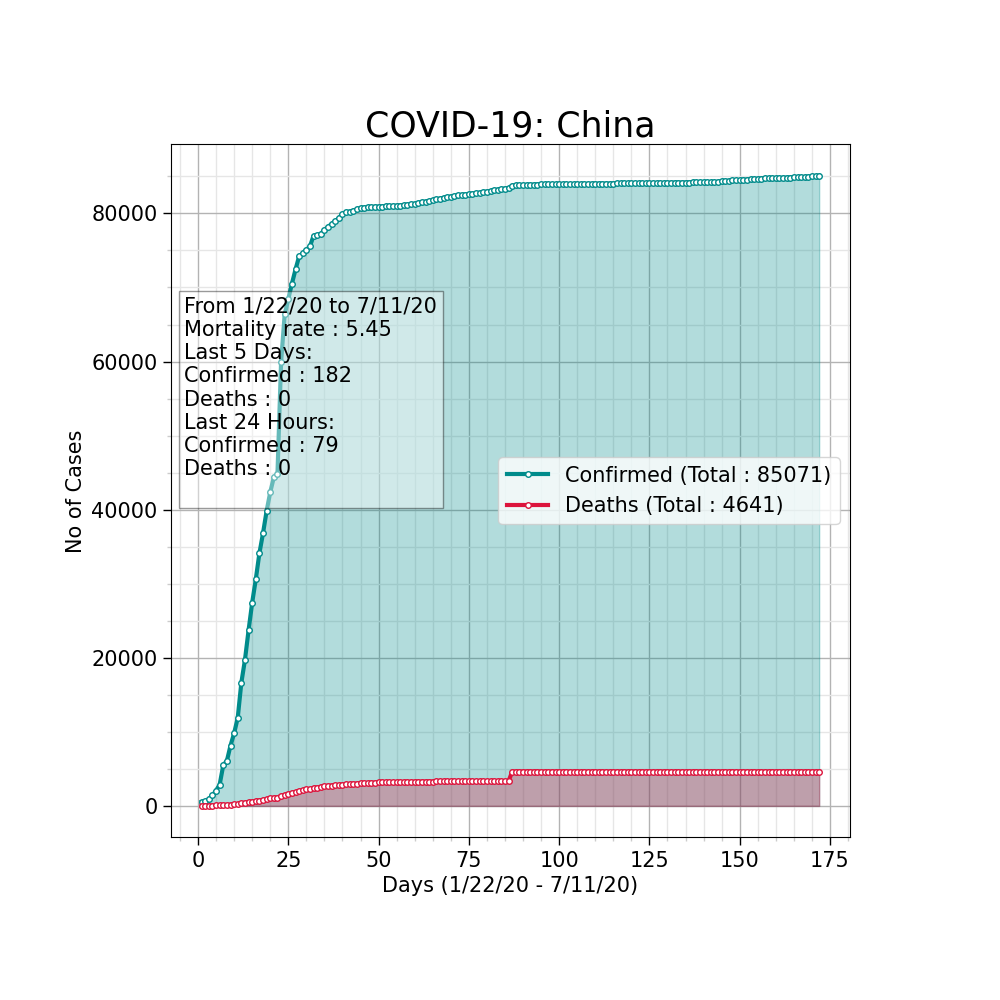 COVID-19: China
80000
60000
40000
20000
0
No of Cases
From 1/22/20 to 7/11/20
Mortality rate : 5.45
Last 5 Days:
Confirmed : 182
Deaths : 0
Last 24 Hours:
Confirmed : 79
Deaths : 0
Confirmed (Total : 85071)
Deaths (Total : 4641)
0 25 50 75 100 125 150 175
Days (1/22/20 - 7/11/20)